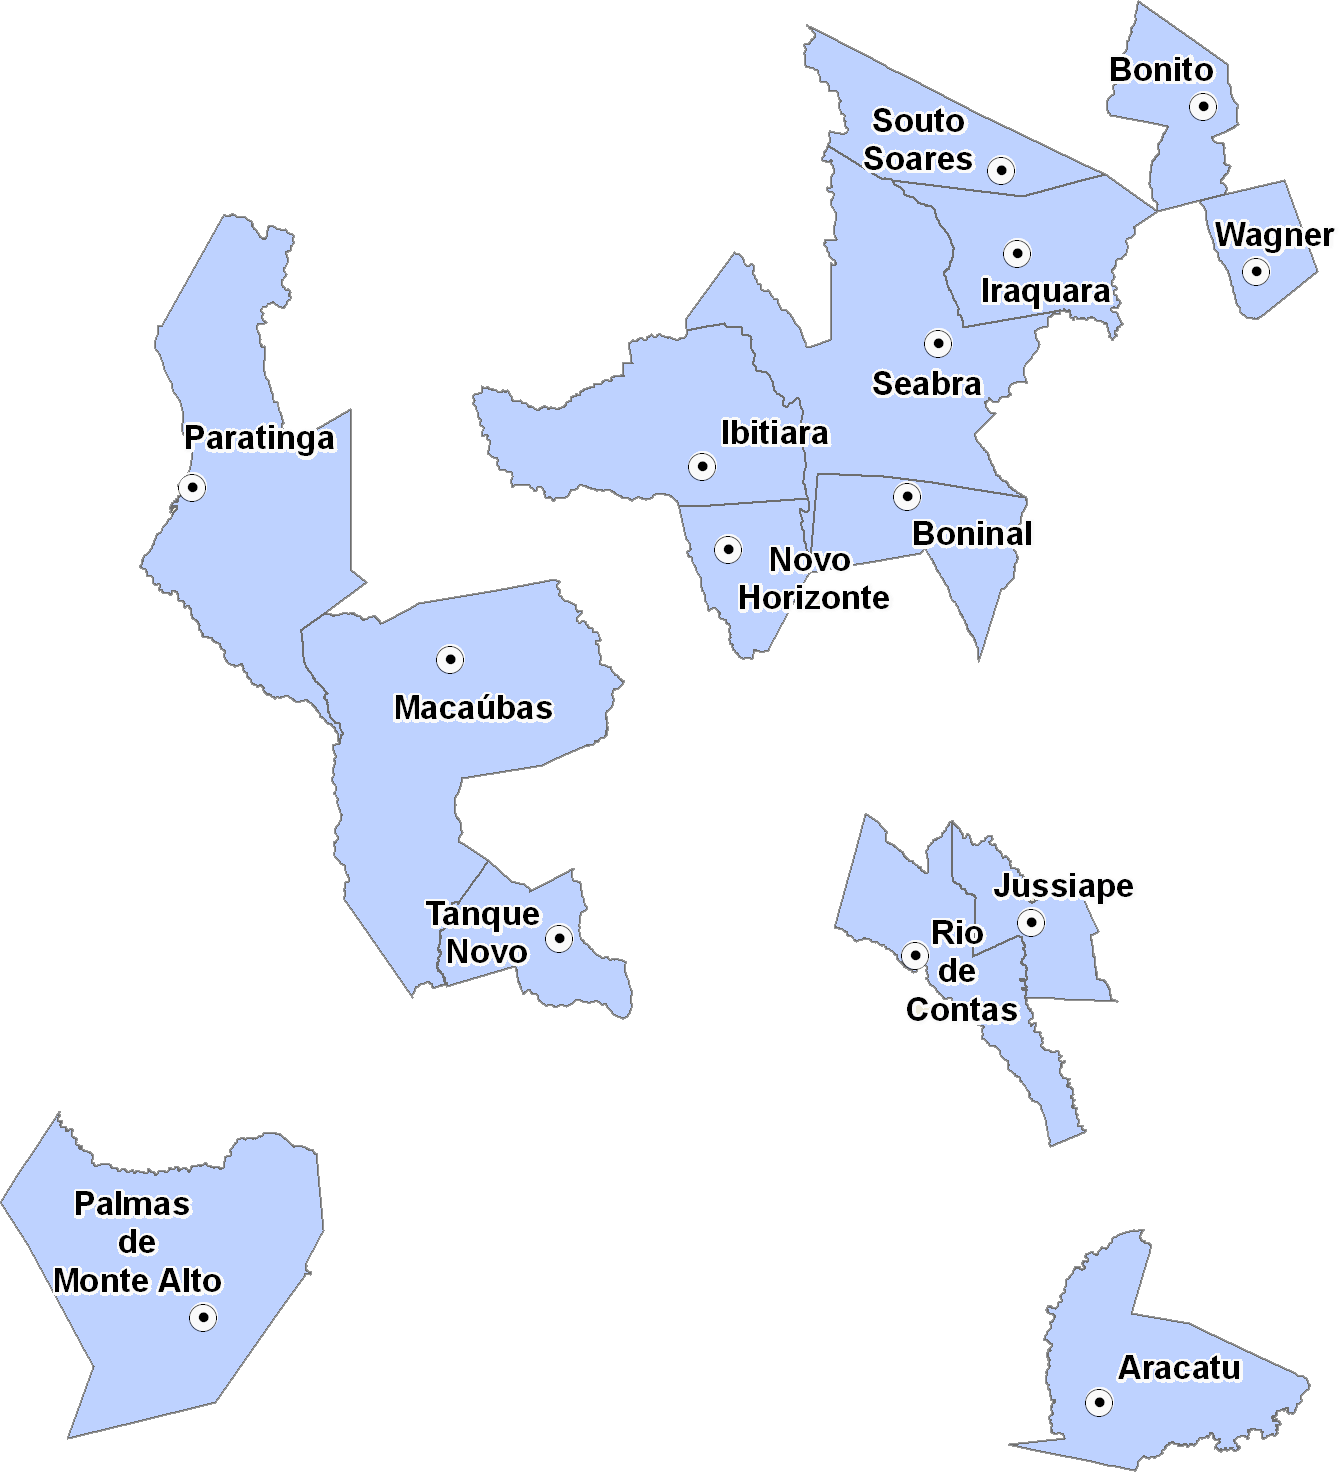 Bonito
Souto
Soares
Wagner
Iraquara
Seabra
Paratinga
Ibitiara
Boninal
Novo
Horizonte
Macaúbas
Jussiape
Tanque
Novo
Rio
de
Contas
Palmas
de
Monte Alto
Aracatu